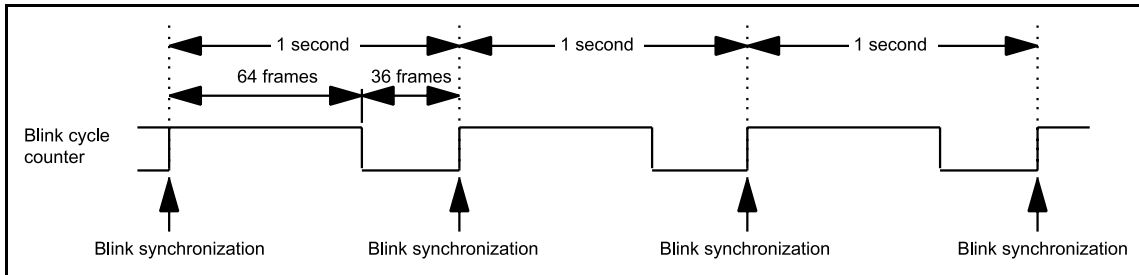 1 second 1 second 1 second
64 frames 36 frames
Blink cycle
counter
Blink synchronization Blink synchronization Blink synchronization Blink synchronization